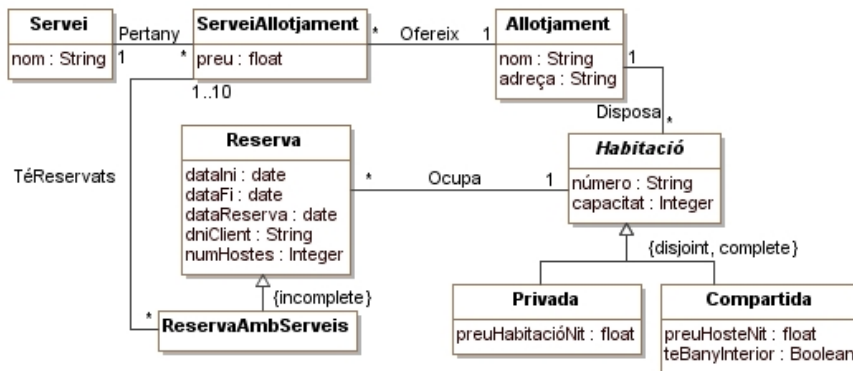 Servei
nom : String
Pertany
1
*
ServeiAllotjament
preu : float
1..10
*
Ofereix
1
Allotjament
nom : String
adreça : String
1
Disposa
*
TéReservats
*
Reserva
dataIni : date
dataFi : date
dataReserva : date
dniClient : String
numHostes : Integer
*
Ocupa
1
Habitació
número : String
capacitat : Integer
{disjoint, complete}
{incomplete}
ReservaAmbServeis
Privada
preuHabitacióNit : float
Compartida
preuHosteNit : float
teBanyInterior : Boolean